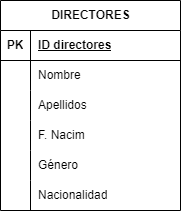 DIRECTORES
PK ID directores
Nombre
Apellidos
F. Nacim
Género
Nacionalidad